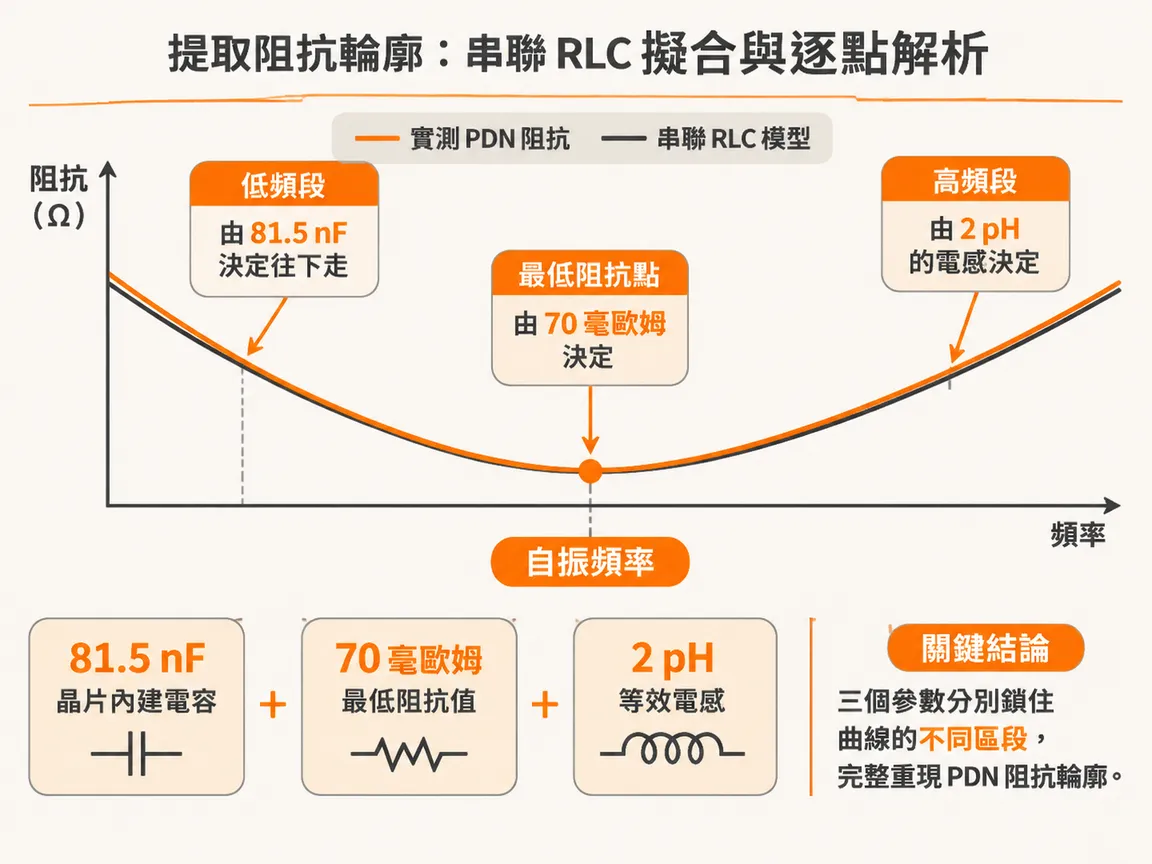 提取阻抗輪廓：串聯 RLC 擬合與逐點解析
實測 PDN 阻抗
串聯 RLC 模型
阻抗
（Ω）
低頻段
由 81.5 nF
決定往下走
最低阻抗點
由 70 毫歐姆
決定
高頻段
由 2 pH
的電感決定
頻率
自振頻率
81.5 nF
晶片內建電容
+
70 毫歐姆
最低阻抗值
+
2 pH
等效電感
關鍵結論
三個參數分別鎖住
曲線的不同區段，
完整重現 PDN 阻抗輪廓。